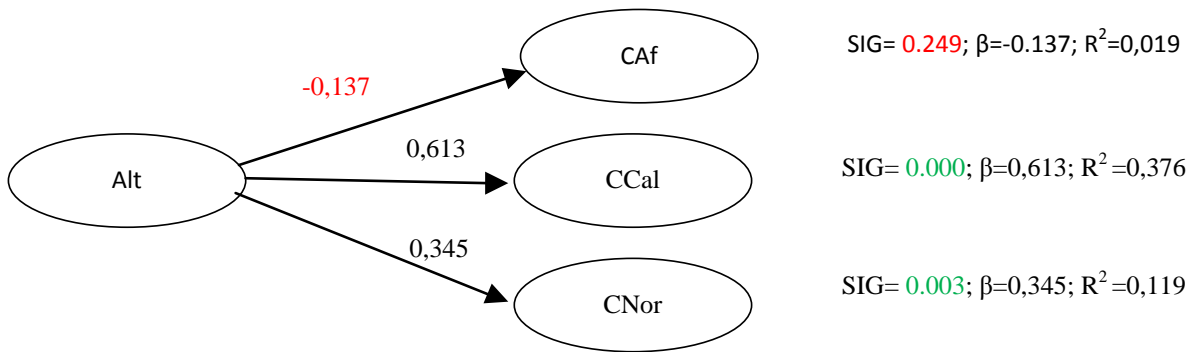 CAf
SIG= 0.249; β=-0.137; R²=0,019
-0,137
0,613
Alt
CCal
SIG= 0.000; β=0,613; R²=0,376
0,345
CNor
SIG= 0.003; β=0,345; R²=0,119